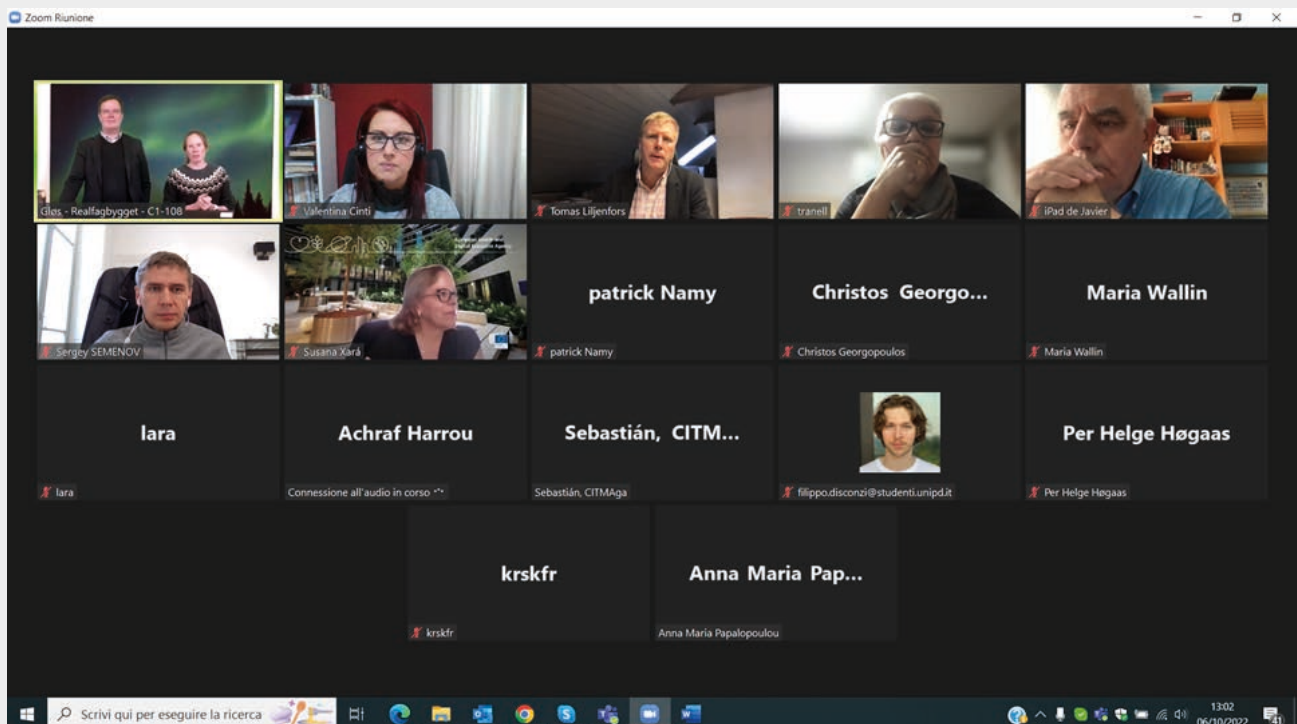 Zoom Riunione
Gløs - Realfagbygget - C1-108
Valentina Cinti
Tomas Liljenfors
tranell
iPad de Javier
Sergey SEMENOV
Susana Xará
patrick Namy
patrick Namy
Christos Georgo...
Christos Georgopoulos
Maria Wallin
Maria Wallin
lara
lara
Achraf Harrou
Connessione all'audio in corso
Sebastián, CITM...
Sebastián, CITMAga
filippo.disconzi@studenti.unipd.it
Per Helge Høgaas
Per Helge Høgaas
krskfr
krskfr
Anna Maria Pap...
Anna Maria Papalopoulou
Scrivi qui per eseguire la ricerca
13:02
06/10/2022
41